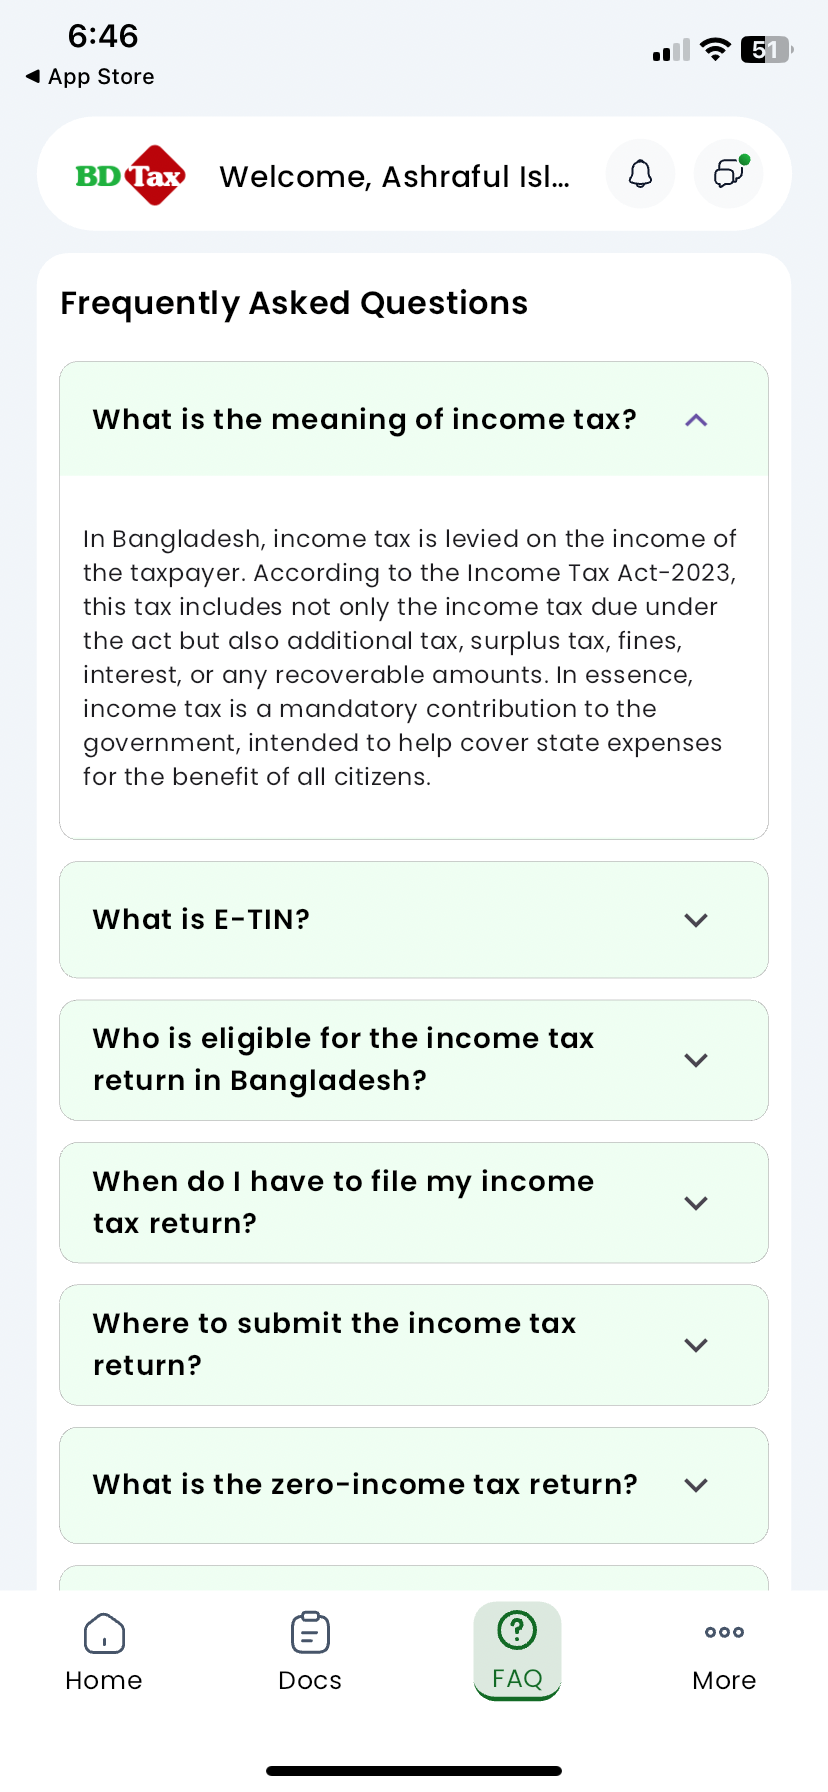 6:46
51
◀ App Store
BD Tax
Welcome, Ashraful Isl...
Frequently Asked Questions
What is the meaning of income tax?
In Bangladesh, income tax is levied on the income of
the taxpayer. According to the Income Tax Act-2023,
this tax includes not only the income tax due under
the act but also additional tax, surplus tax, fines,
interest, or any recoverable amounts. In essence,
income tax is a mandatory contribution to the
government, intended to help cover state expenses
for the benefit of all citizens.
What is E-TIN?
Who is eligible for the income tax
return in Bangladesh?
When do I have to file my income
tax return?
Where to submit the income tax
return?
What is the zero-income tax return?
Home
Docs
FAQ
More